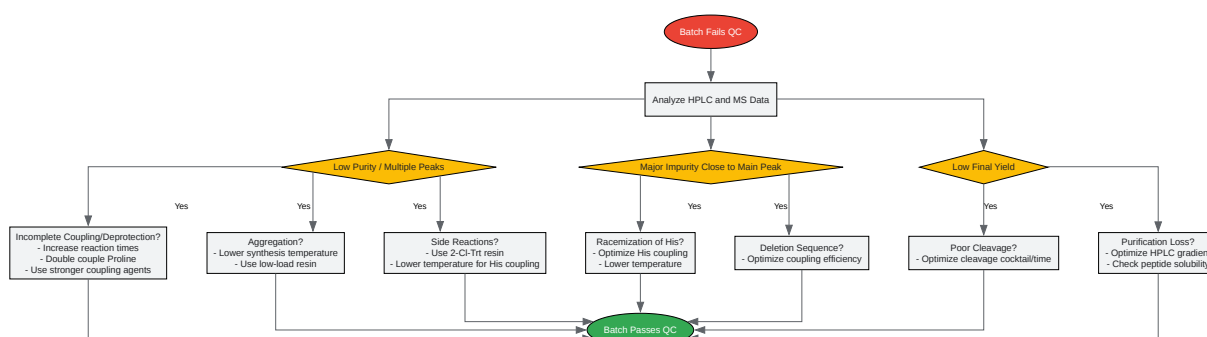 Batch Fails QC
Analyze HPLC and MS Data
Low Purity / Multiple Peaks
Major Impurity Close to Main Peak
Low Final Yield
Yes
Yes
Yes
Yes
Yes
Yes
Yes
Incomplete Coupling/Deprotection?
- Increase reaction times
- Double couple Proline
- Use stronger coupling agents
Aggregation?
- Lower synthesis temperature
- Use low-load resin
Side Reactions?
- Use 2-Cl-Trt resin
- Lower temperature for His coupling
Racemization of His?
- Optimize His coupling
- Lower temperature
Deletion Sequence?
- Optimize coupling efficiency
Poor Cleavage?
- Optimize cleavage cocktail/time
Purification Loss?
- Optimize HPLC gradien
- Check peptide solubility
Batch Passes QC